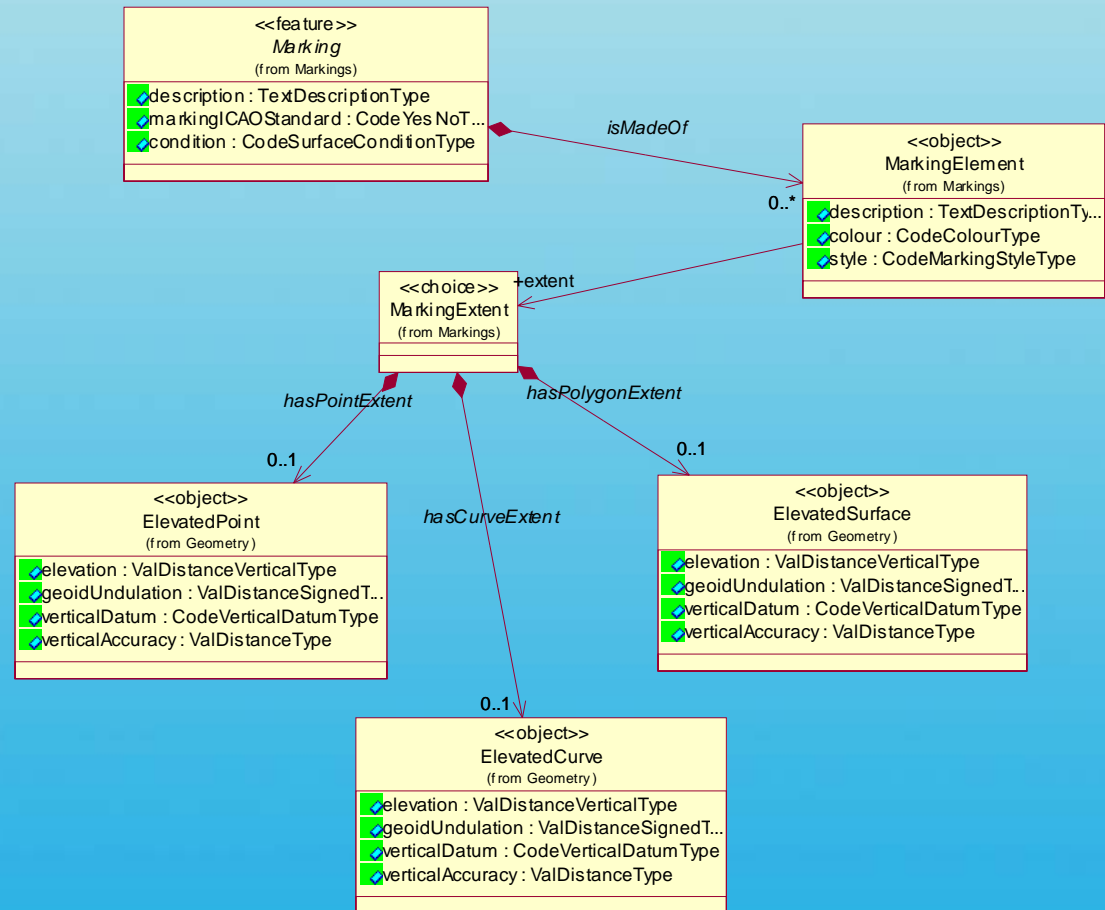 <<feature>>
Marking
(from Markings)
description : TextDescriptionType
markingICAOStandard : CodeYesNoT...
condition : CodeSurfaceConditionType
isMadeOf
0..*
<<object>>
MarkingElement
(from Markings)
description : TextDescriptionTy...
colour : CodeColourType
style : CodeMarkingStyleType
+extent
<<choice>>
MarkingExtent
(from Markings)
hasPointExtent
0..1
hasCurveExtent
0..1
hasPolygonExtent
0..1
<<object>>
ElevatedPoint
(from Geometry)
elevation : ValDistanceVerticalType
geoidUndulation : ValDistanceSignedT...
verticalDatum : CodeVerticalDatumType
verticalAccuracy : ValDistanceType
<<object>>
ElevatedSurface
(from Geometry)
elevation : ValDistanceVerticalType
geoidUndulation : ValDistanceSignedT...
verticalDatum : CodeVerticalDatumType
verticalAccuracy : ValDistanceType
<<object>>
ElevatedCurve
(from Geometry)
elevation : ValDistanceVerticalType
geoidUndulation : ValDistanceSignedT...
verticalDatum : CodeVerticalDatumType
verticalAccuracy : ValDistanceType